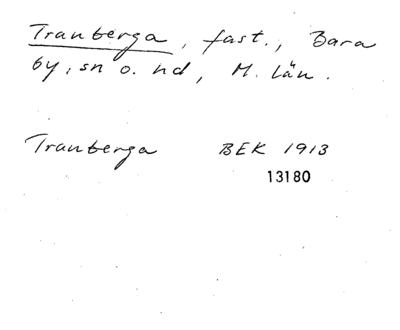 Tranberga, fast., Bara
by, sn o. hd, M. län.
Tranberga BEK 1913
13180